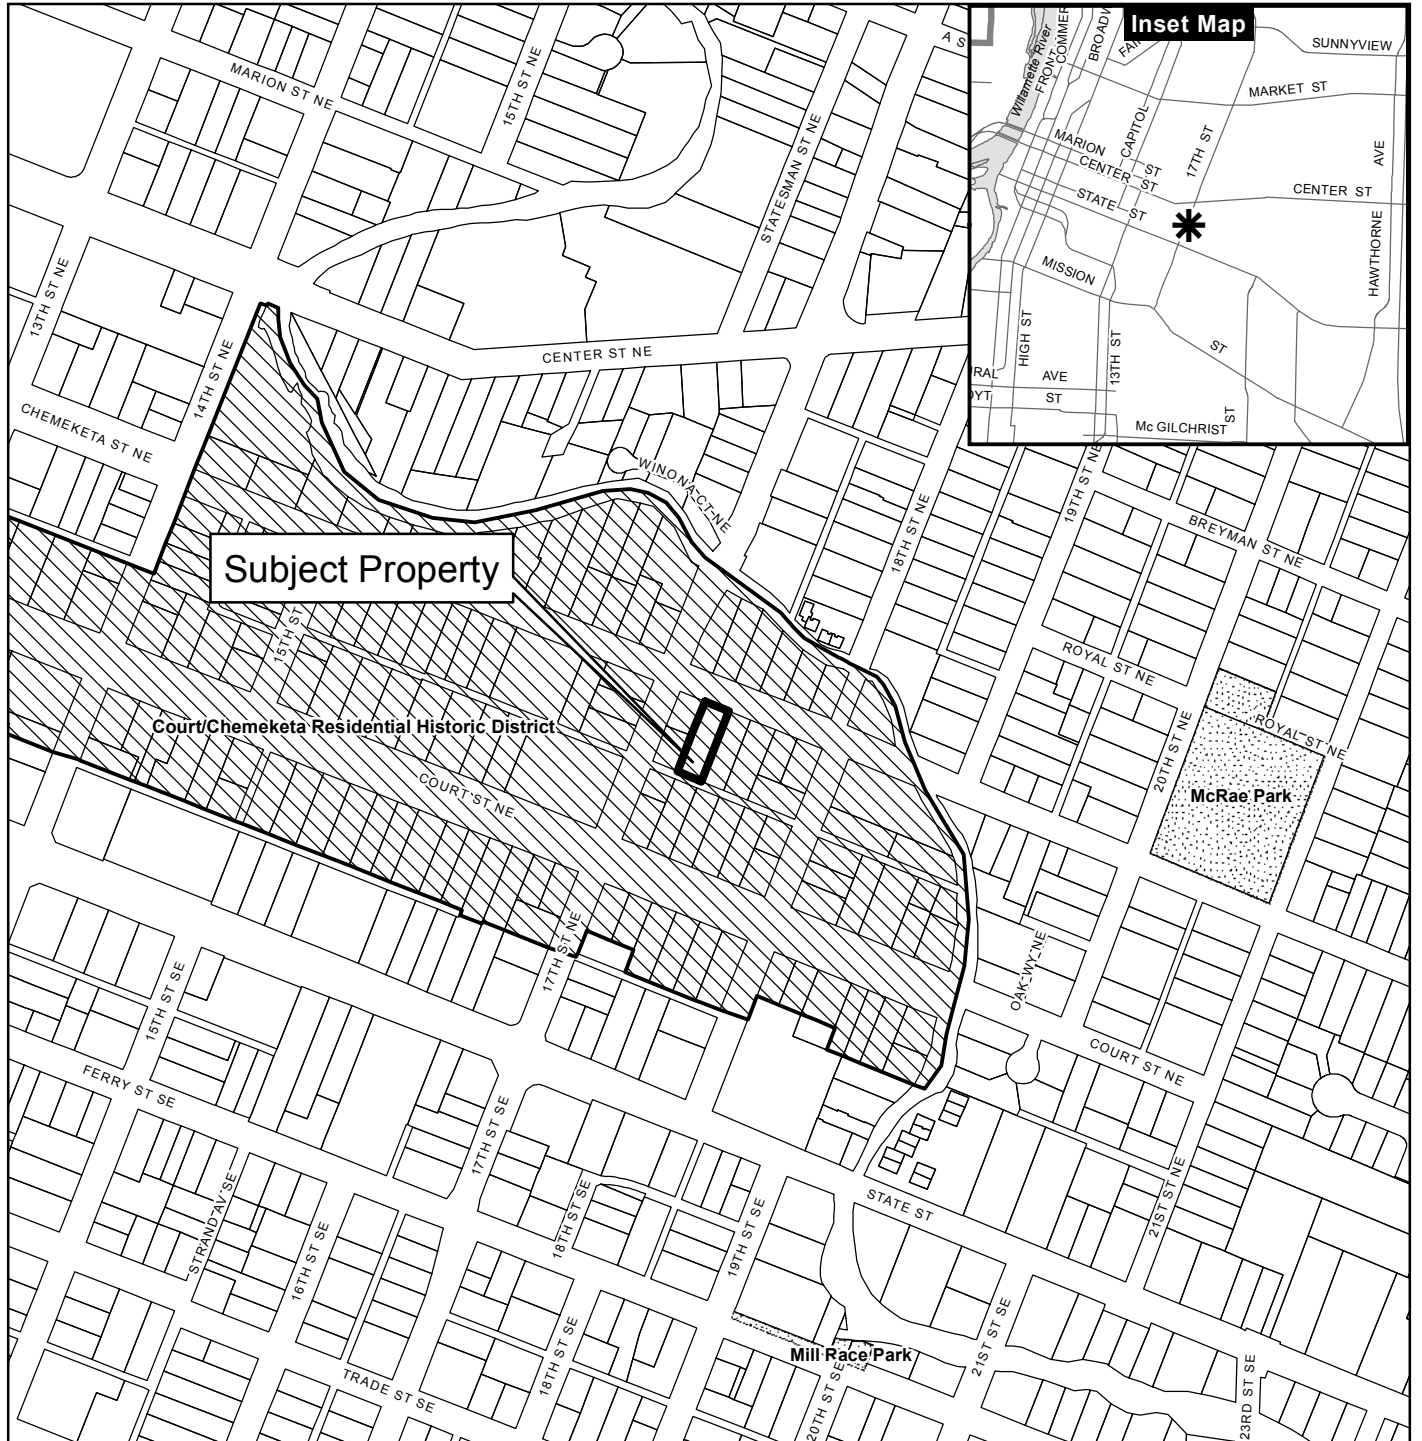 Inset Map
Willamette River
FRONT
COMMER
BROADW
FAI
SUNNYVIEW
MARKET ST
CAPITOL
17TH ST
AVE
MARION ST
CENTER ST
CENTER ST
STATE ST
HAWTHORNE
MISSION
ST
HIGH ST
13TH ST
RAL AVE
OYT ST
Mc GILCHRIST
ST
A S
15TH ST NE
MARION ST NE
STATESMAN ST NE
13TH ST NE
14TH ST NE
CENTER ST NE
CHEMEKETA ST NE
WINONA CT NE
18TH ST NE
19TH ST NE
BREYMAN ST NE
Subject Property
15TH ST
ROYAL ST NE
ROYAL ST NE
20TH ST NE
Court/Chemeketa Residential Historic District
COURT ST NE
McRae Park
17TH ST NE
OAK WY NE
15TH ST SE
COURT ST NE
FERRY ST SE
17TH ST SE
STRAND AV SE
16TH ST SE
18TH ST SE
19TH ST SE
STATE ST
21ST ST NE
18TH ST SE
Mill Race Park
21ST ST SE
20TH ST SE
TRADE ST SE
23RD ST SE